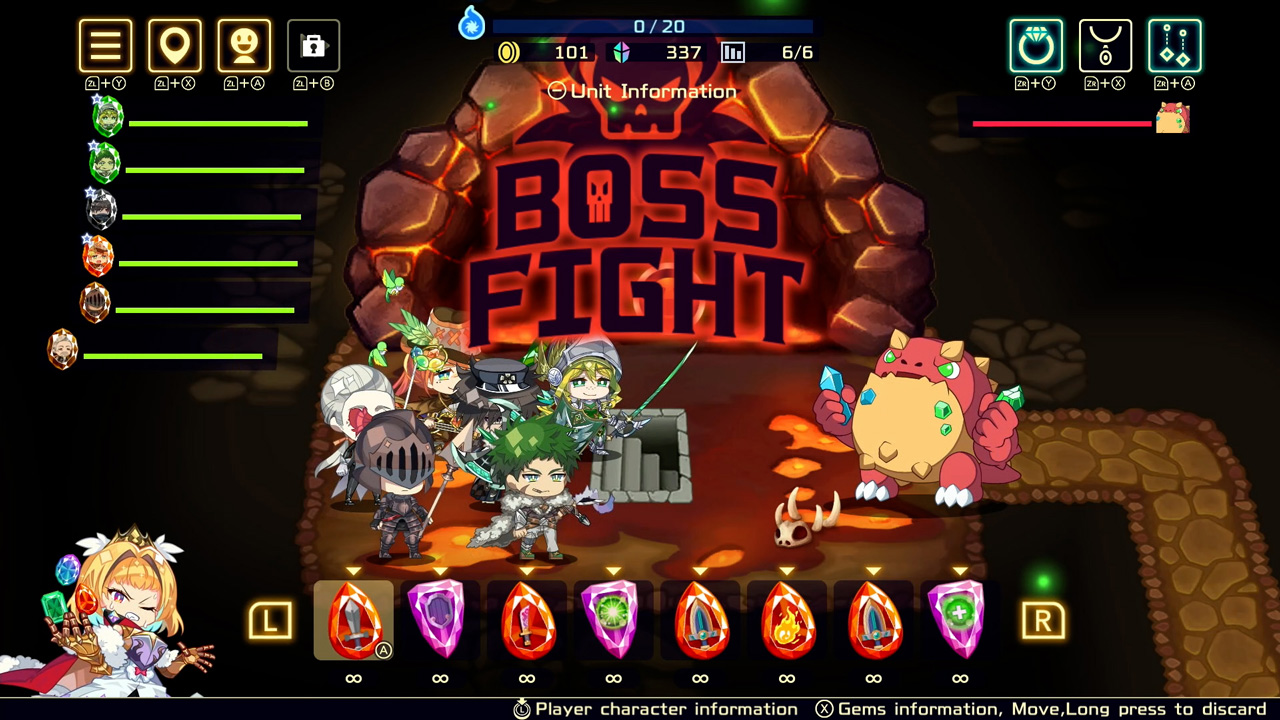 0 / 20
101 337 6/6
ZL+Y ZL+X ZL+A ZL+B
ZR+Y ZR+X ZR+A
Unit Information
BOSS
FIGHT
L
A
R
∞ ∞ ∞ ∞ ∞ ∞ ∞ ∞
L Player character information X Gems information, Move,Long press to discard